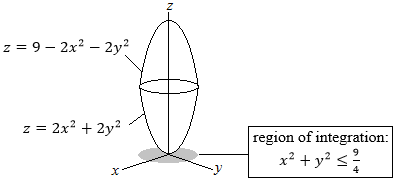 z
z = 9 − 2x² − 2y²
z = 2x² + 2y²
region of integration:
x² + y² ≤ 9/4
x
y